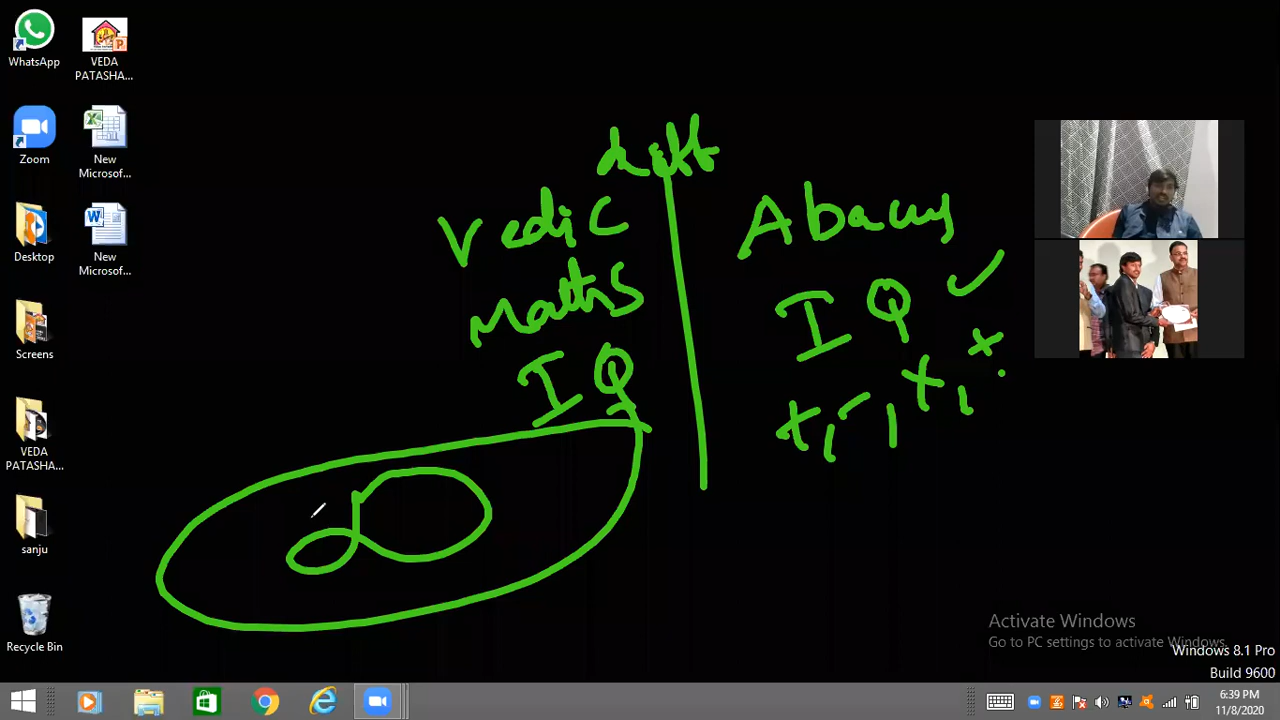 WhatsApp
VEDA
PATASHA...
Zoom
New
Microsof...
Desktop
New
Microsof...
Screens
VEDA
PATASHA...
sanju
Recycle Bin
diff
Vedic
Maths
IQ
Abacus
IQ ✓
+, -, ×, ÷
Activate Windows
Go to PC settings to activate Windows.
Windows 8.1 Pro
Build 9600
6:39 PM
11/8/2020